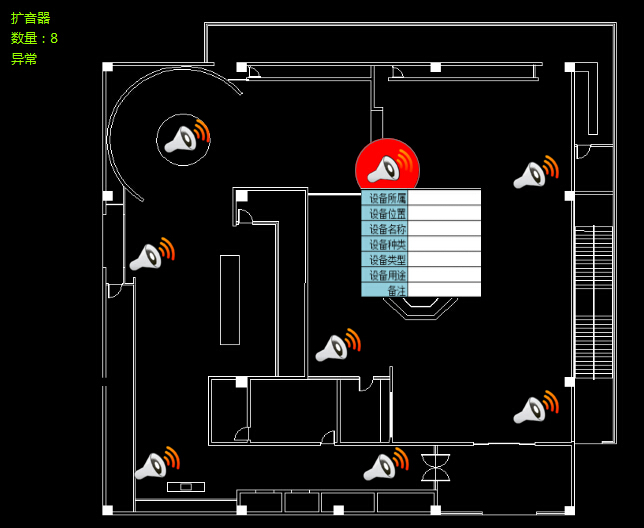 扩音器
数量：8
异常
设备所属
设备位置
设备名称
设备种类
设备类型
设备用途
备注